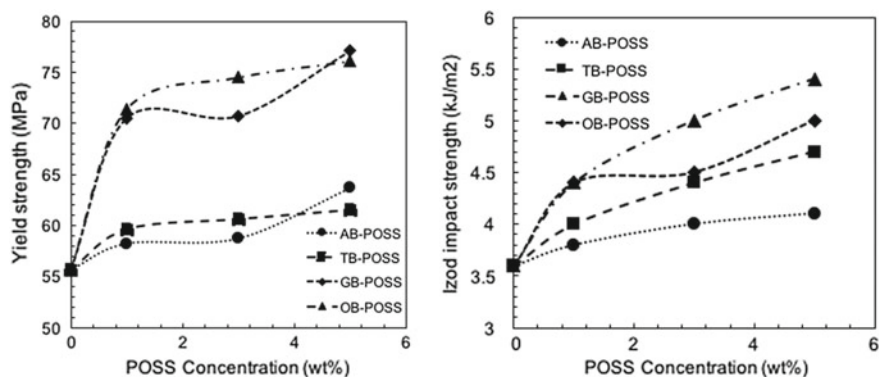 Yield strength (MPa)
80
75
70
65
60
55
50
0
2
4
6
POSS Concentration (wt%)
AB-POSS
TB-POSS
GB-POSS
OB-POSS
Izod impact strength (kJ/m2)
6
5.5
5
4.5
4
3.5
3
0
2
4
6
POSS Concentration (wt%)
AB-POSS
TB-POSS
GB-POSS
OB-POSS